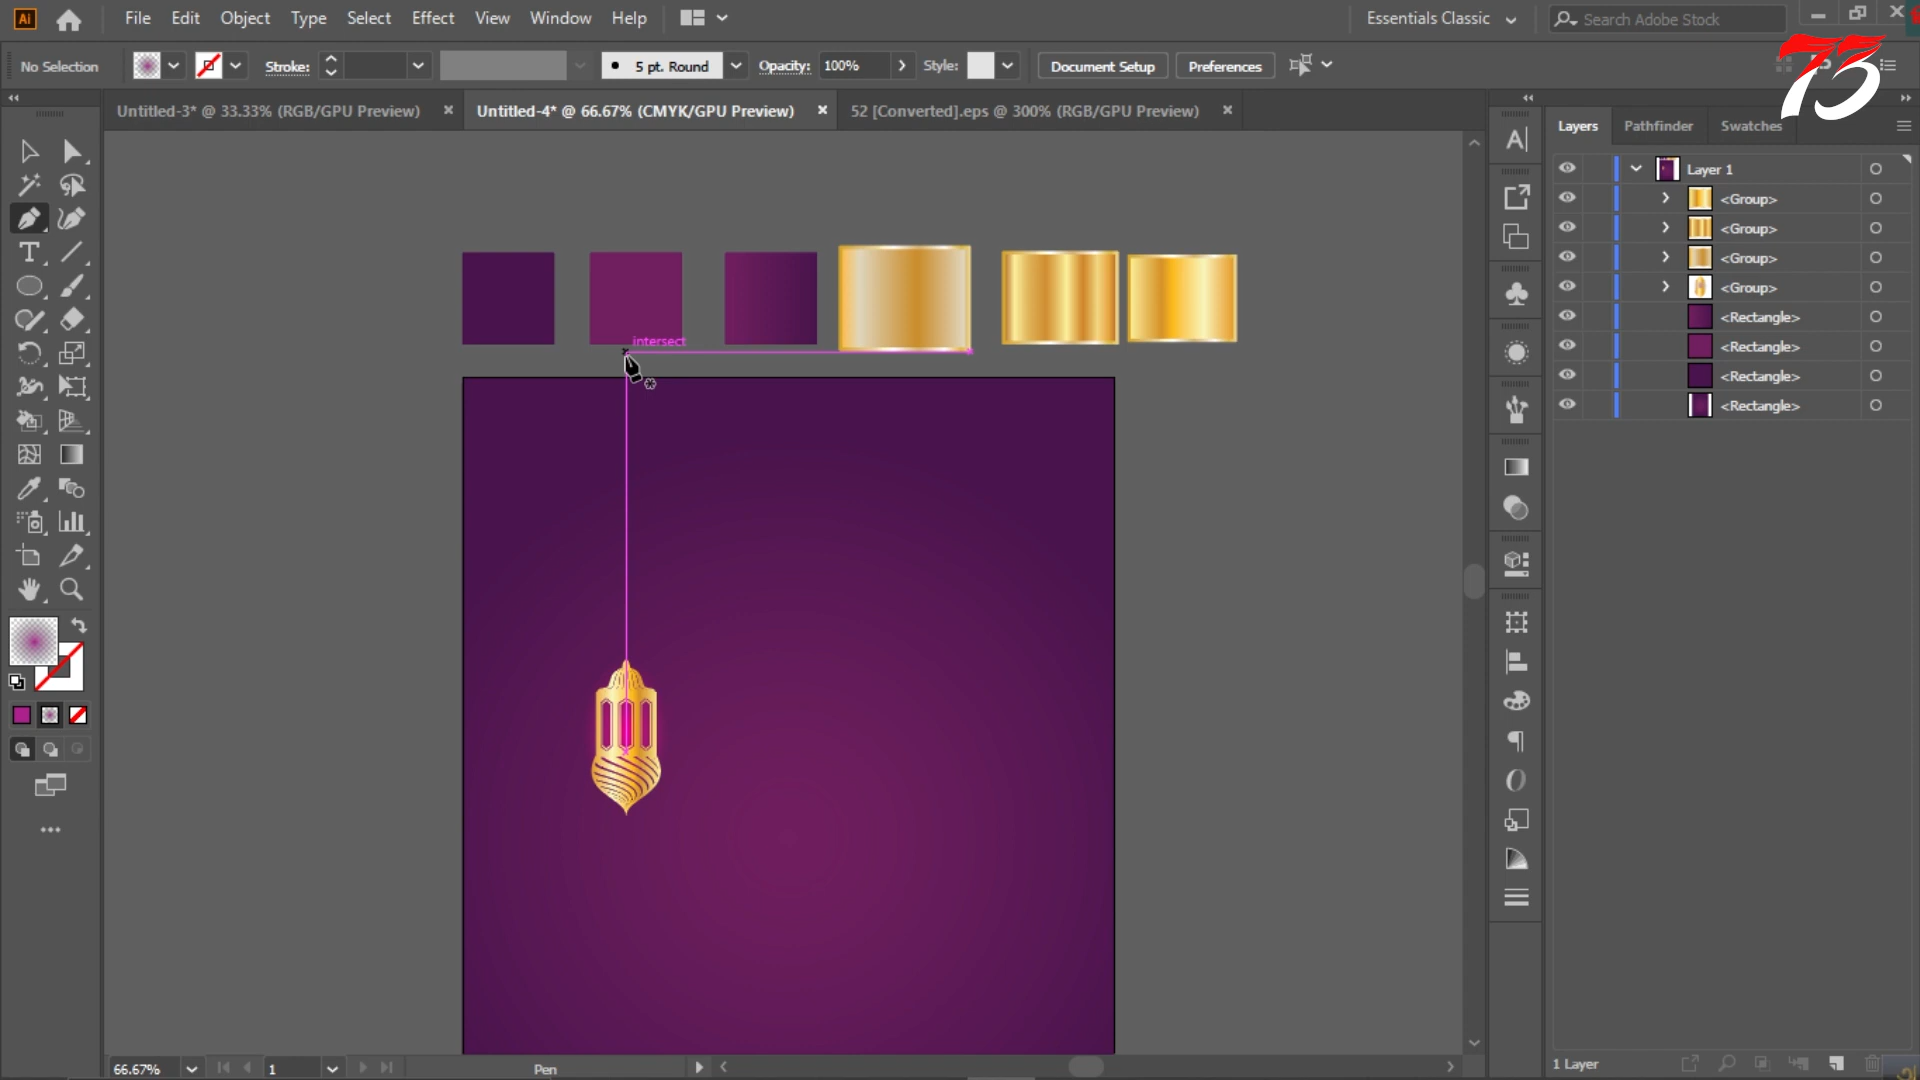 Ai File Edit Object Type Select Effect View Window Help Essentials Classic Search Adobe Stock
No Selection Stroke: 5 pt. Round Opacity: 100% Style: Document Setup Preferences
73
Untitled-3* @ 33.33% (RGB/GPU Preview) Untitled-4* @ 66.67% (CMYK/GPU Preview) 52 [Converted].eps @ 300% (RGB/GPU Preview)
Layers Pathfinder Swatches
Layer 1
<Group>
<Group>
<Group>
<Group>
<Rectangle>
<Rectangle>
<Rectangle>
<Rectangle>
intersect
66.67% 1 Pen
1 Layer